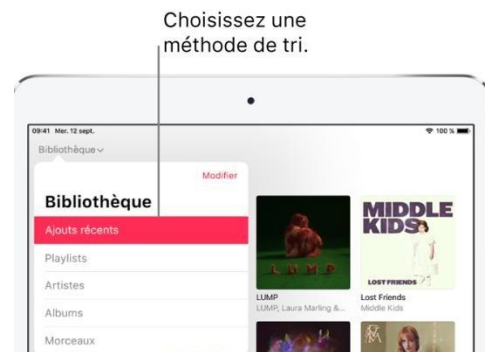 Choisissez une
méthode de tri.
09:41 Mer. 12 sept.
100 %
Bibliothèque
Modifier
Bibliothèque
Ajouts récents
Playlists
Artistes
Albums
Morceaux
LUMP
LUMP
LUMP, Laura Marling &...
MIDDLE
KIDS
LOST FRIENDS
Lost Friends
Middle Kids